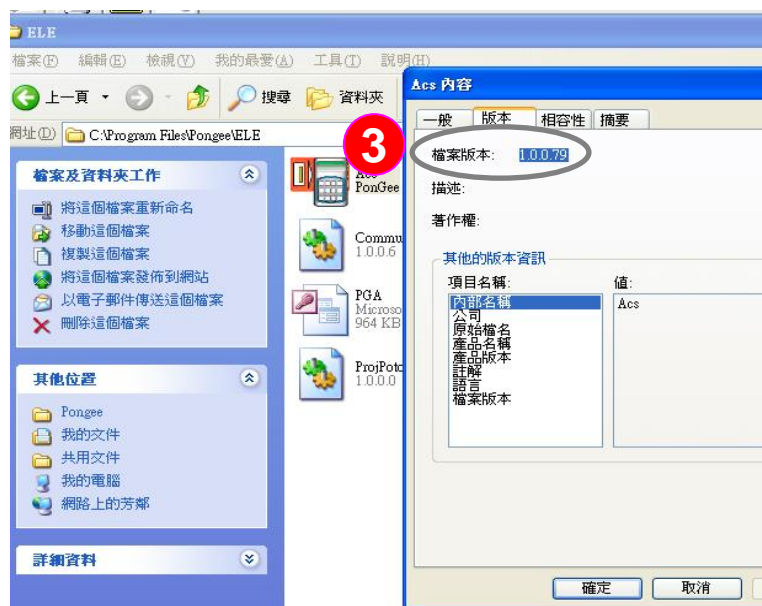 ELE
檔案(F) 編輯(E) 檢視(V) 我的最愛(A) 工具(T) 說明(H)
上一頁 搜尋 資料夾
網址(D) C:\Program Files\Pongee\ELE
檔案及資料夾工作
將這個檔案重新命名
移動這個檔案
複製這個檔案
將這個檔案發佈到網站
以電子郵件傳送這個檔案
刪除這個檔案
其他位置
Pongee
我的文件
共用文件
我的電腦
網路上的芳鄰
詳細資料
PonGee
Commu
1.0.0.6
PGA
Microso
964 KB
ProjPoto
1.0.0.0
3
Acs 內容
一般 版本 相容性 摘要
檔案版本: 1.0.0.79
描述:
著作權:
其他的版本資訊
項目名稱: 值:
內部名稱 Acs
公司
原始檔名
產品名稱
產品版本
註解
語言
檔案版本
確定 取消